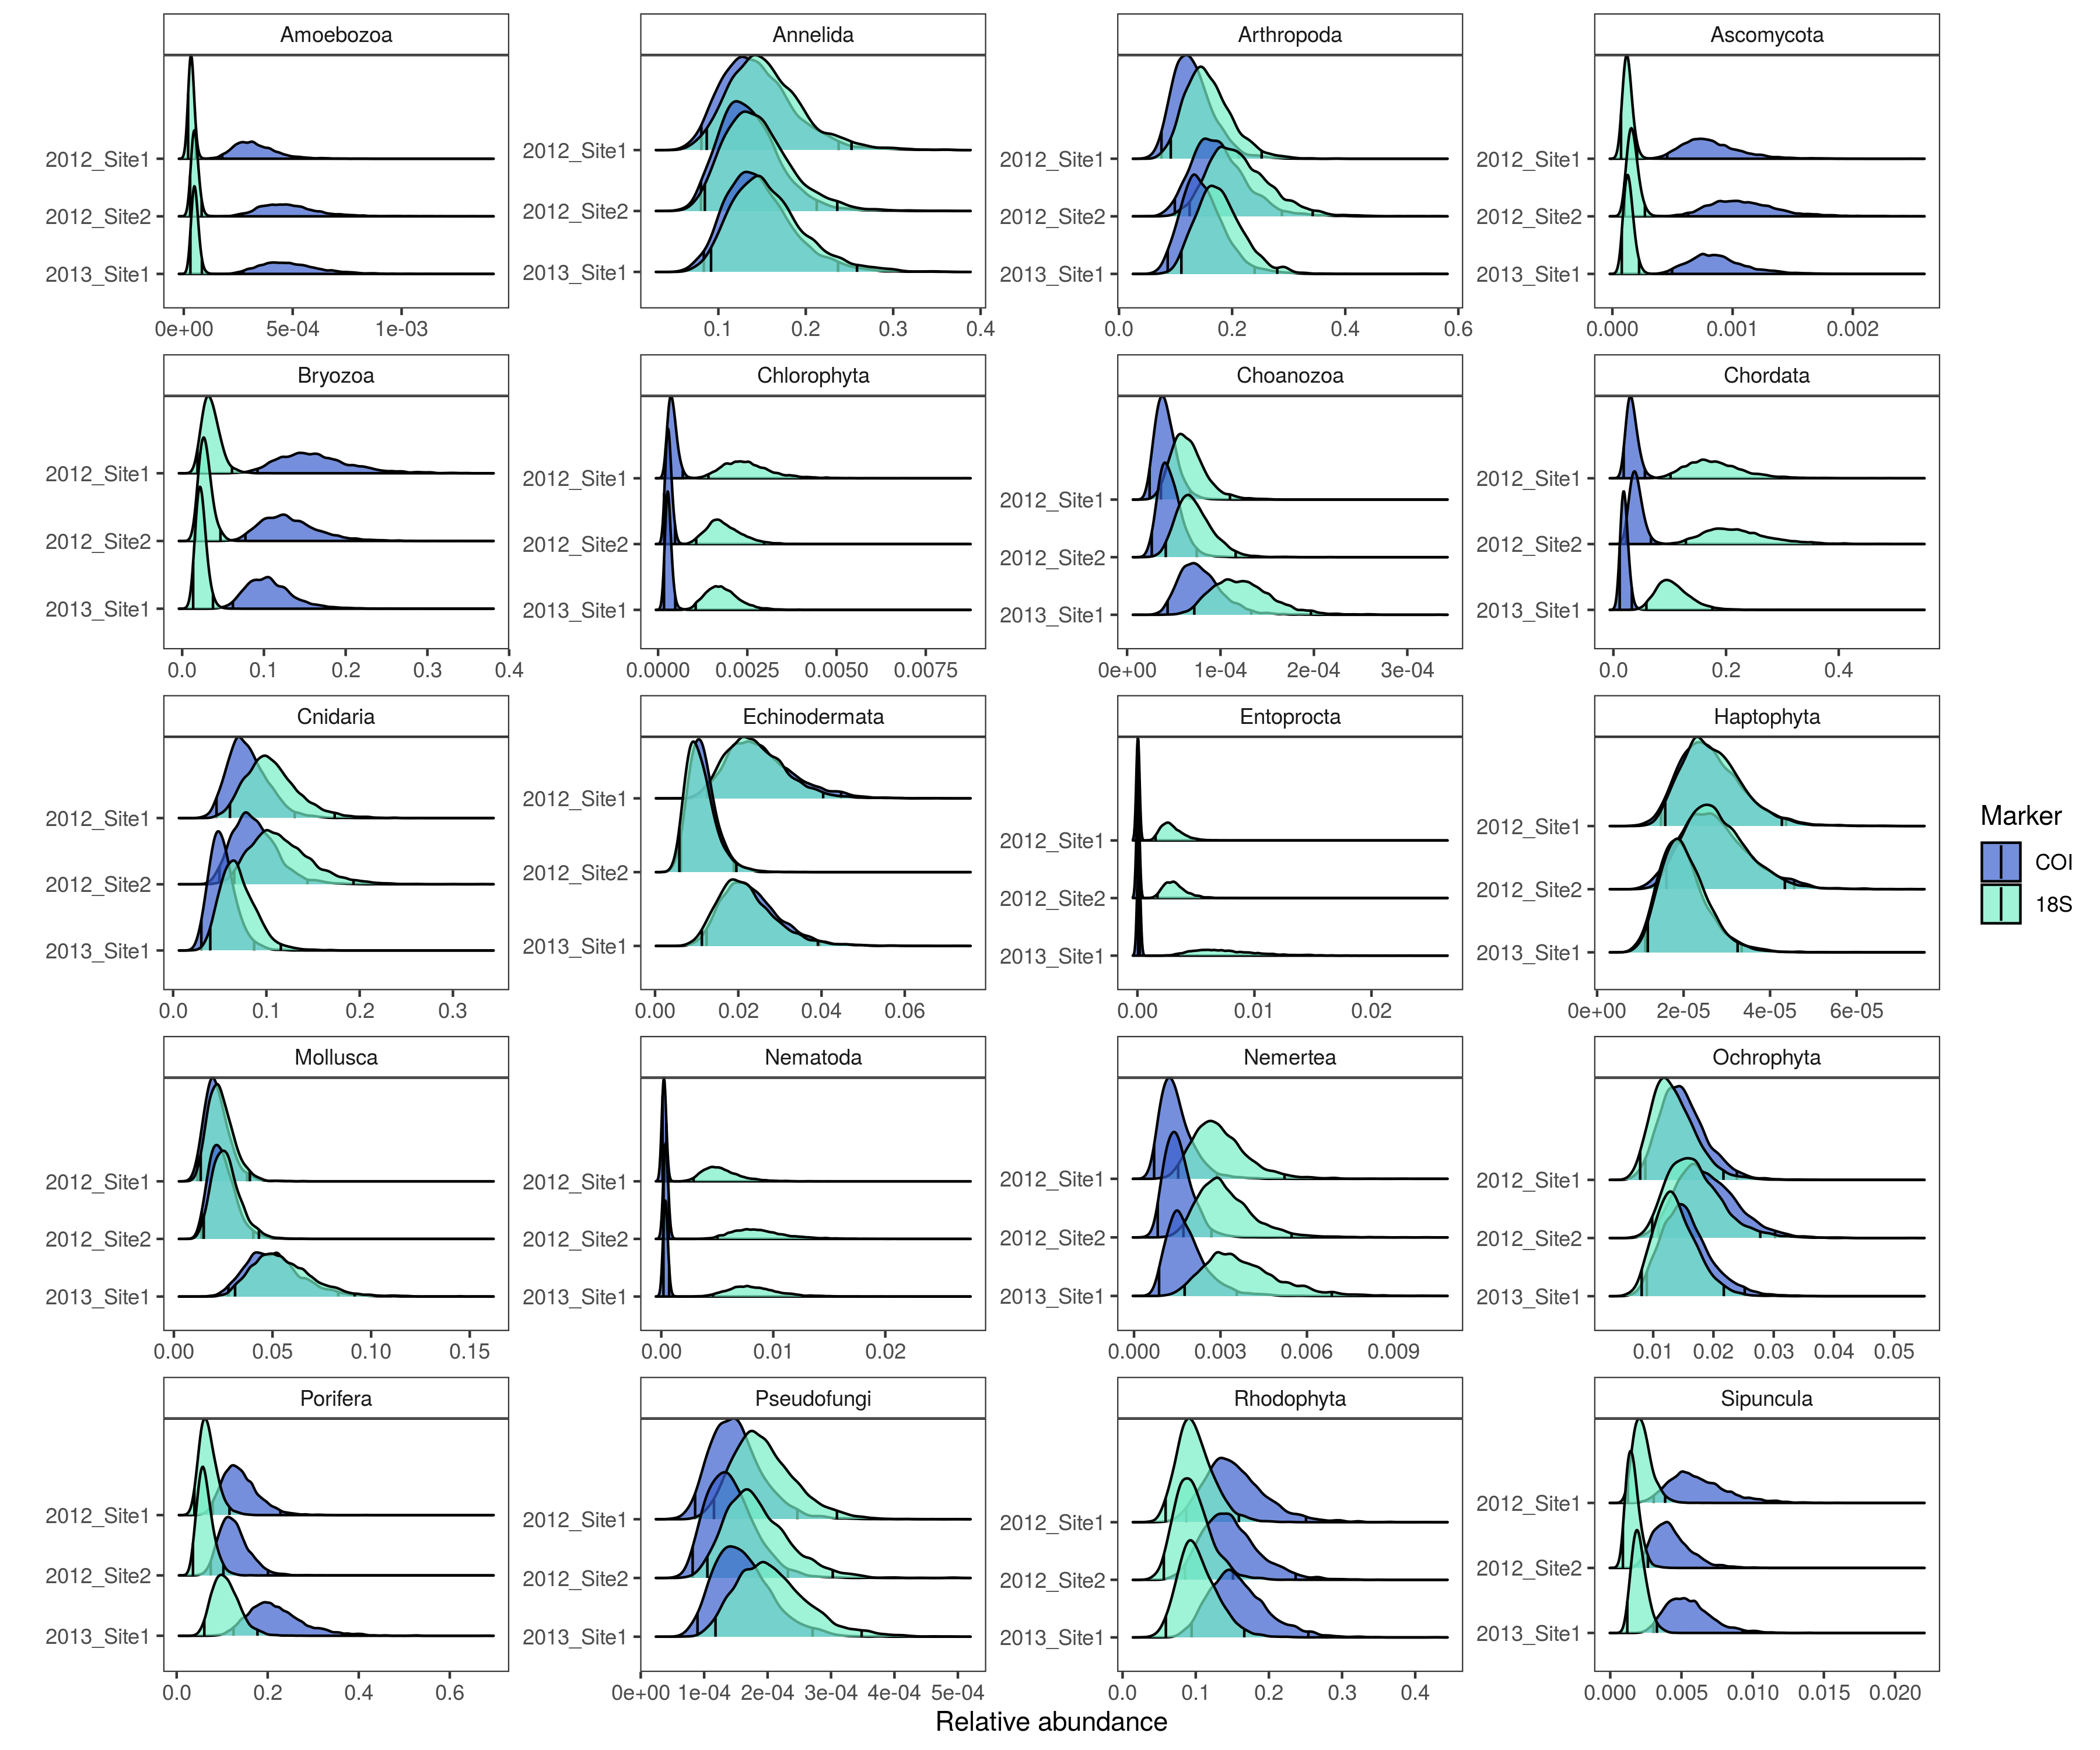 Amoebozoa Annelida Arthropoda Ascomycota
2012_Site1 2012_Site1 2012_Site1 2012_Site1
2012_Site2 2012_Site2 2012_Site2 2012_Site2
2013_Site1 2013_Site1 2013_Site1 2013_Site1
0e+00 5e-04 1e-03 0.1 0.2 0.3 0.4 0.0 0.2 0.4 0.6 0.000 0.001 0.002
Bryozoa Chlorophyta Choanozoa Chordata
2012_Site1 2012_Site1 2012_Site1 2012_Site1
2012_Site2 2012_Site2 2012_Site2 2012_Site2
2013_Site1 2013_Site1 2013_Site1 2013_Site1
0.0 0.1 0.2 0.3 0.4 0.0000 0.0025 0.0050 0.0075 0e+00 1e-04 2e-04 3e-04 0.0 0.2 0.4
Cnidaria Echinodermata Entoprocta Haptophyta
2012_Site1 2012_Site1 2012_Site1 2012_Site1
2012_Site2 2012_Site2 2012_Site2 2012_Site2
2013_Site1 2013_Site1 2013_Site1 2013_Site1
0.0 0.1 0.2 0.3 0.00 0.02 0.04 0.06 0.00 0.01 0.02 0e+00 2e-05 4e-05 6e-05
Marker
COI
18S
Mollusca Nematoda Nemertea Ochrophyta
2012_Site1 2012_Site1 2012_Site1 2012_Site1
2012_Site2 2012_Site2 2012_Site2 2012_Site2
2013_Site1 2013_Site1 2013_Site1 2013_Site1
0.00 0.05 0.10 0.15 0.00 0.01 0.02 0.000 0.003 0.006 0.009 0.01 0.02 0.03 0.04 0.05
Porifera Pseudofungi Rhodophyta Sipuncula
2012_Site1 2012_Site1 2012_Site1 2012_Site1
2012_Site2 2012_Site2 2012_Site2 2012_Site2
2013_Site1 2013_Site1 2013_Site1 2013_Site1
0.0 0.2 0.4 0.6 0e+00 1e-04 2e-04 3e-04 4e-04 5e-04 0.0 0.1 0.2 0.3 0.4 0.000 0.005 0.010 0.015 0.020
Relative abundance